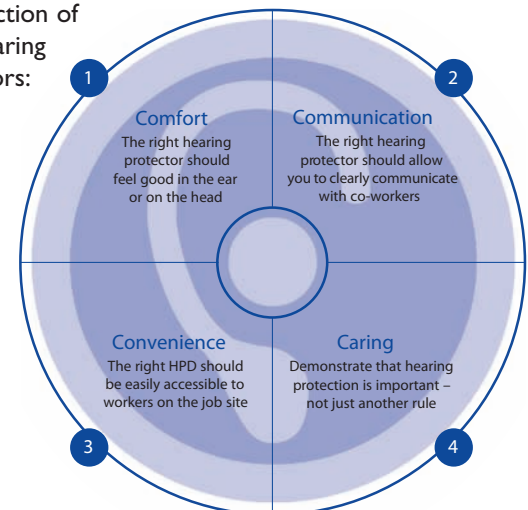 ction of
aring
ors:
1
2
Comfort
The right hearing
protector should
feel good in the ear
or on the head
Communication
The right hearing
protector should allow
you to clearly communicate
with co-workers
Convenience
The right HPD should
be easily accessible to
workers on the job site
Caring
Demonstrate that hearing
protection is important –
not just another rule
3
4